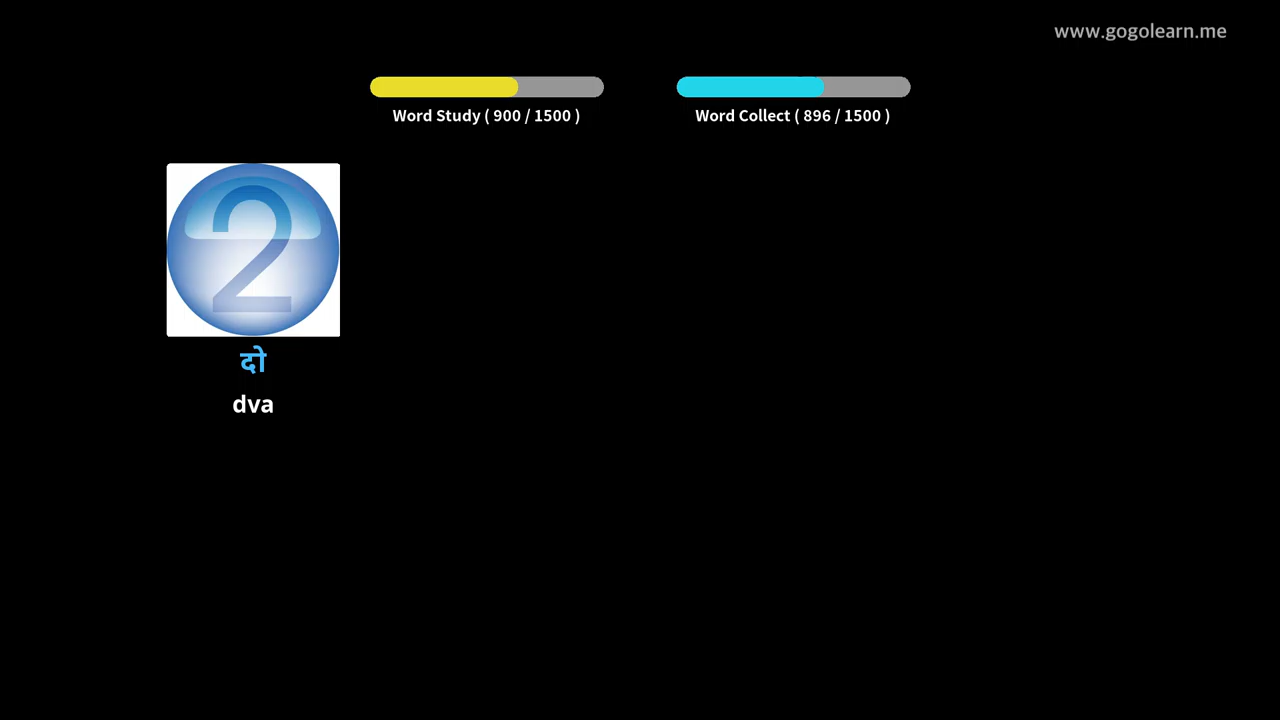 www.gogolearn.me
Word Study ( 900 / 1500 )
Word Collect ( 896 / 1500 )
2
दो
dva